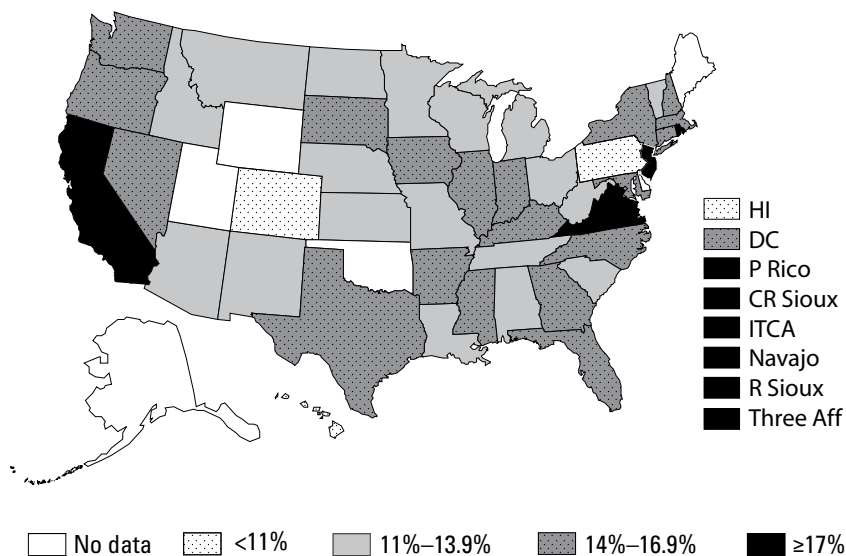 HI
DC
P Rico
CR Sioux
ITCA
Navajo
R Sioux
Three Aff
No data <11% 11%–13.9% 14%–16.9% ≥17%